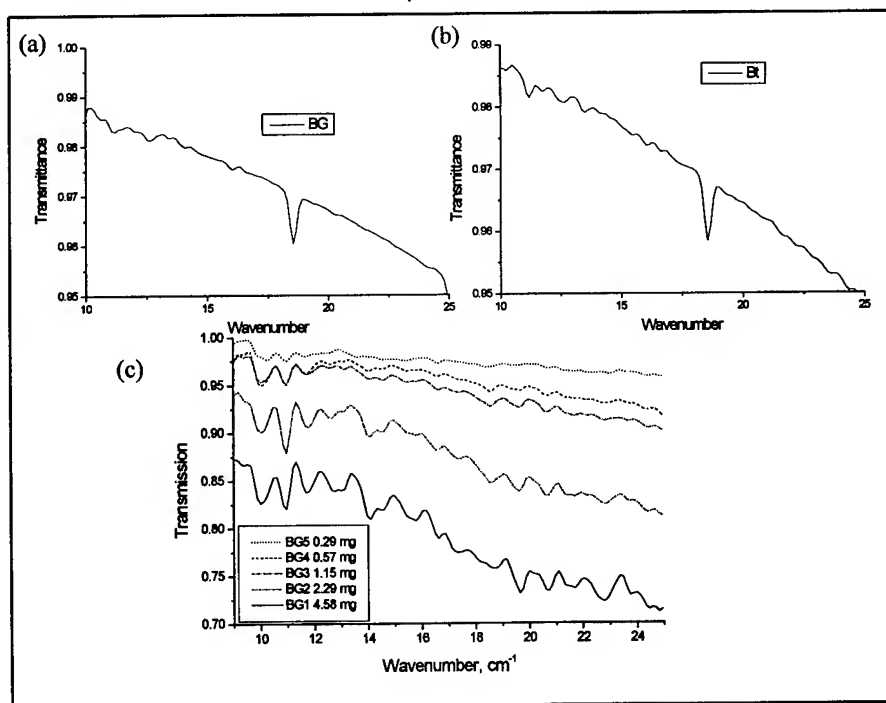 (a)
1.00
0.99
0.98
0.97
0.96
0.95
Transmittance
BG
10
15
20
25
Wavenumber
(b)
0.99
0.98
0.97
0.96
0.95
Transmittance
Bt
10
15
20
25
Wavenumber
(c)
1.00
0.95
0.90
0.85
0.80
0.75
0.70
Transmission
BG5 0.29 mg
BG4 0.57 mg
BG3 1.15 mg
BG2 2.29 mg
BG1 4.58 mg
10
12
14
16
18
20
22
24
Wavenumber, cm⁻¹